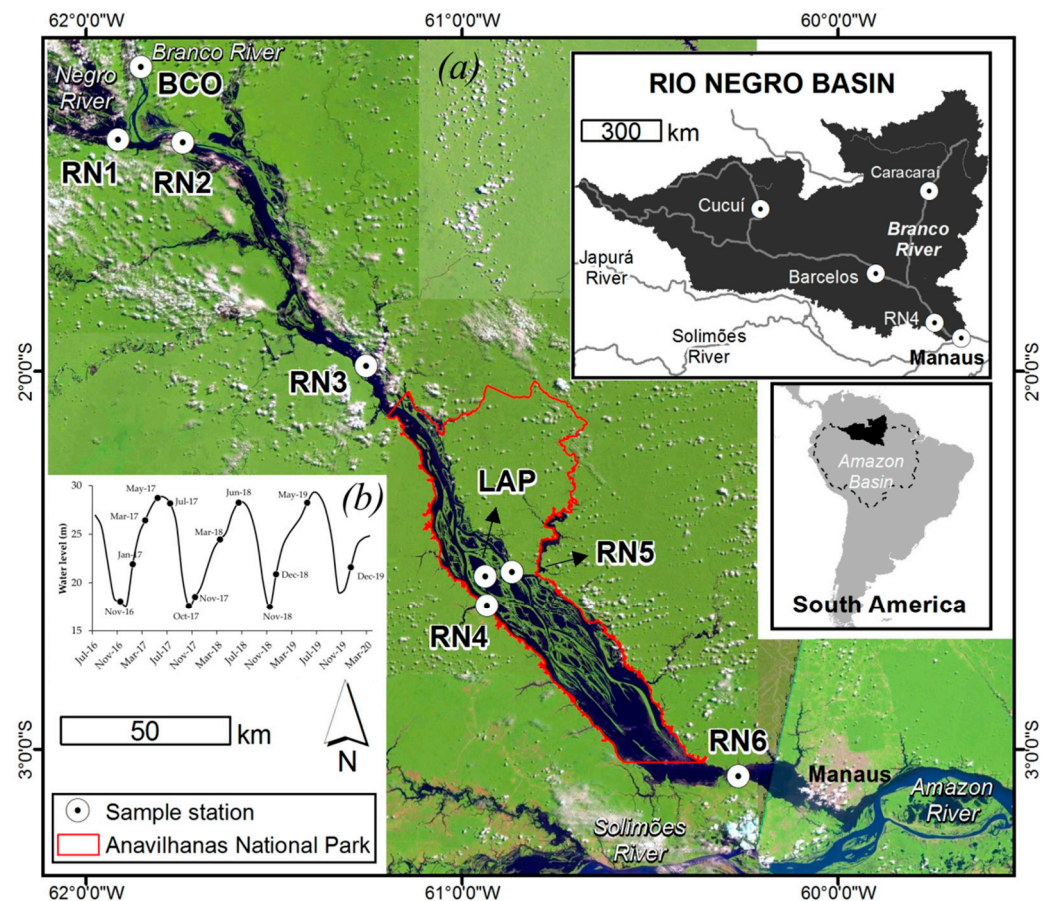 62°0'0"W
61°0'0"W
60°0'0"W
(a)
Branco River
BCO
Negro
River
RN1
RN2
RIO NEGRO BASIN
300 km
Caracaraí
Cucuí
Branco
River
Japurá
River
Barcelos
RN4
Solimões
River
Manaus
2°0'0"S
2°0'0"S
RN3
Amazon
Basin
South America
LAP
RN5
RN4
(b)
30
25
20
15
Water level (m)
May-17
Jul-17
Mar-17
Jan-17
Nov-16
Oct-17
Nov-17
Mar-18
Jun-18
Nov-18
Dec-18
May-19
Dec-19
Jul-16
Nov-16
Mar-17
Jul-17
Nov-17
Mar-18
Jul-18
Nov-18
Mar-19
Jul-19
Nov-19
Mar-20
50 km
N
3°0'0"S
3°0'0"S
RN6
Manaus
Amazon
River
Solimões
River
Sample station
Anavilhanas National Park
62°0'0"W
61°0'0"W
60°0'0"W